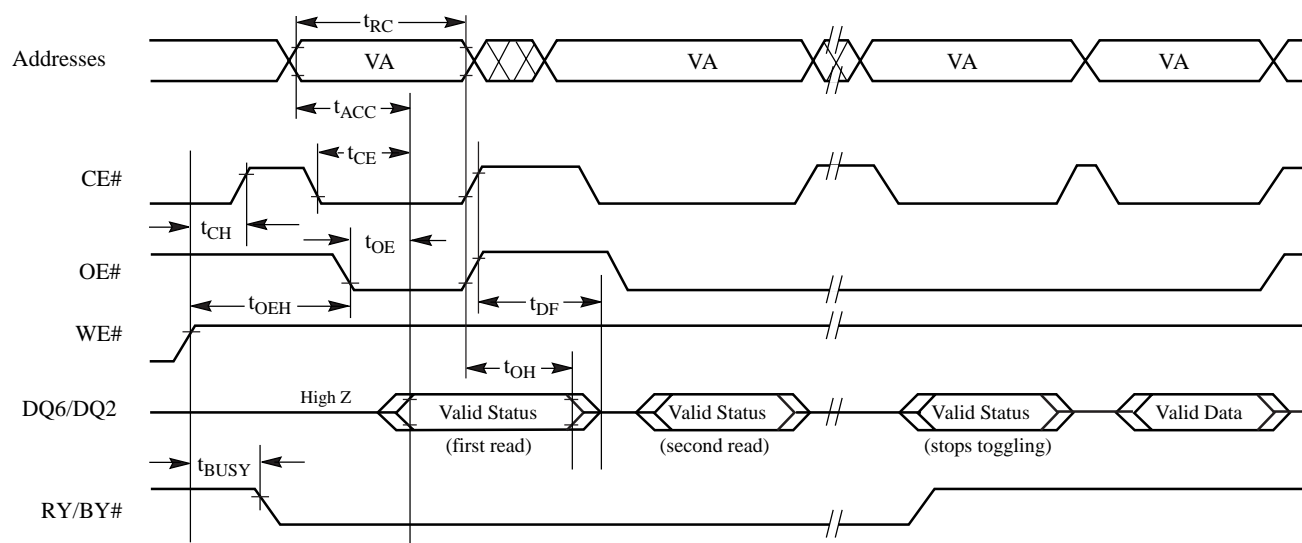 tRC
Addresses VA VA VA VA
tACC
tCE
CE#
tCH
tOE
OE#
tOEH tDF
WE#
tOH
High Z
DQ6/DQ2 Valid Status Valid Status Valid Status Valid Data
(first read) (second read) (stops toggling)
tBUSY
RY/BY#